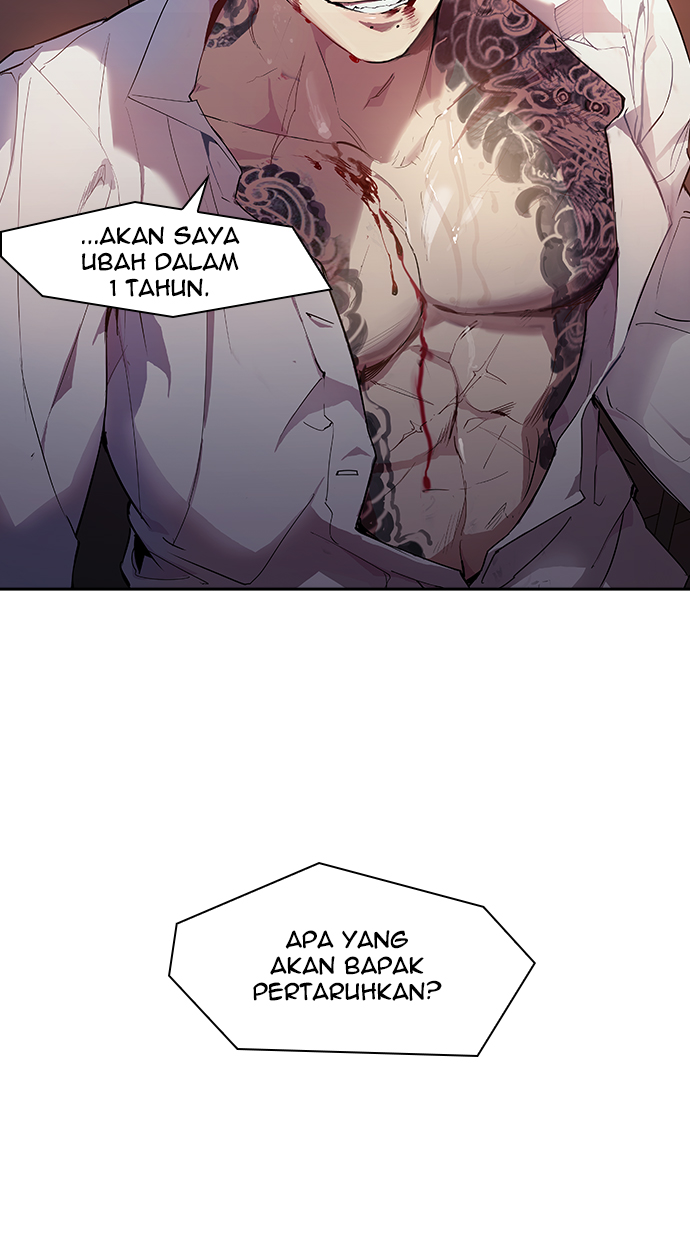 ...AKAN SAYA
UBAH DALAM
1 TAHUN.
APA YANG
AKAN BAPAK
PERTARUHKAN?